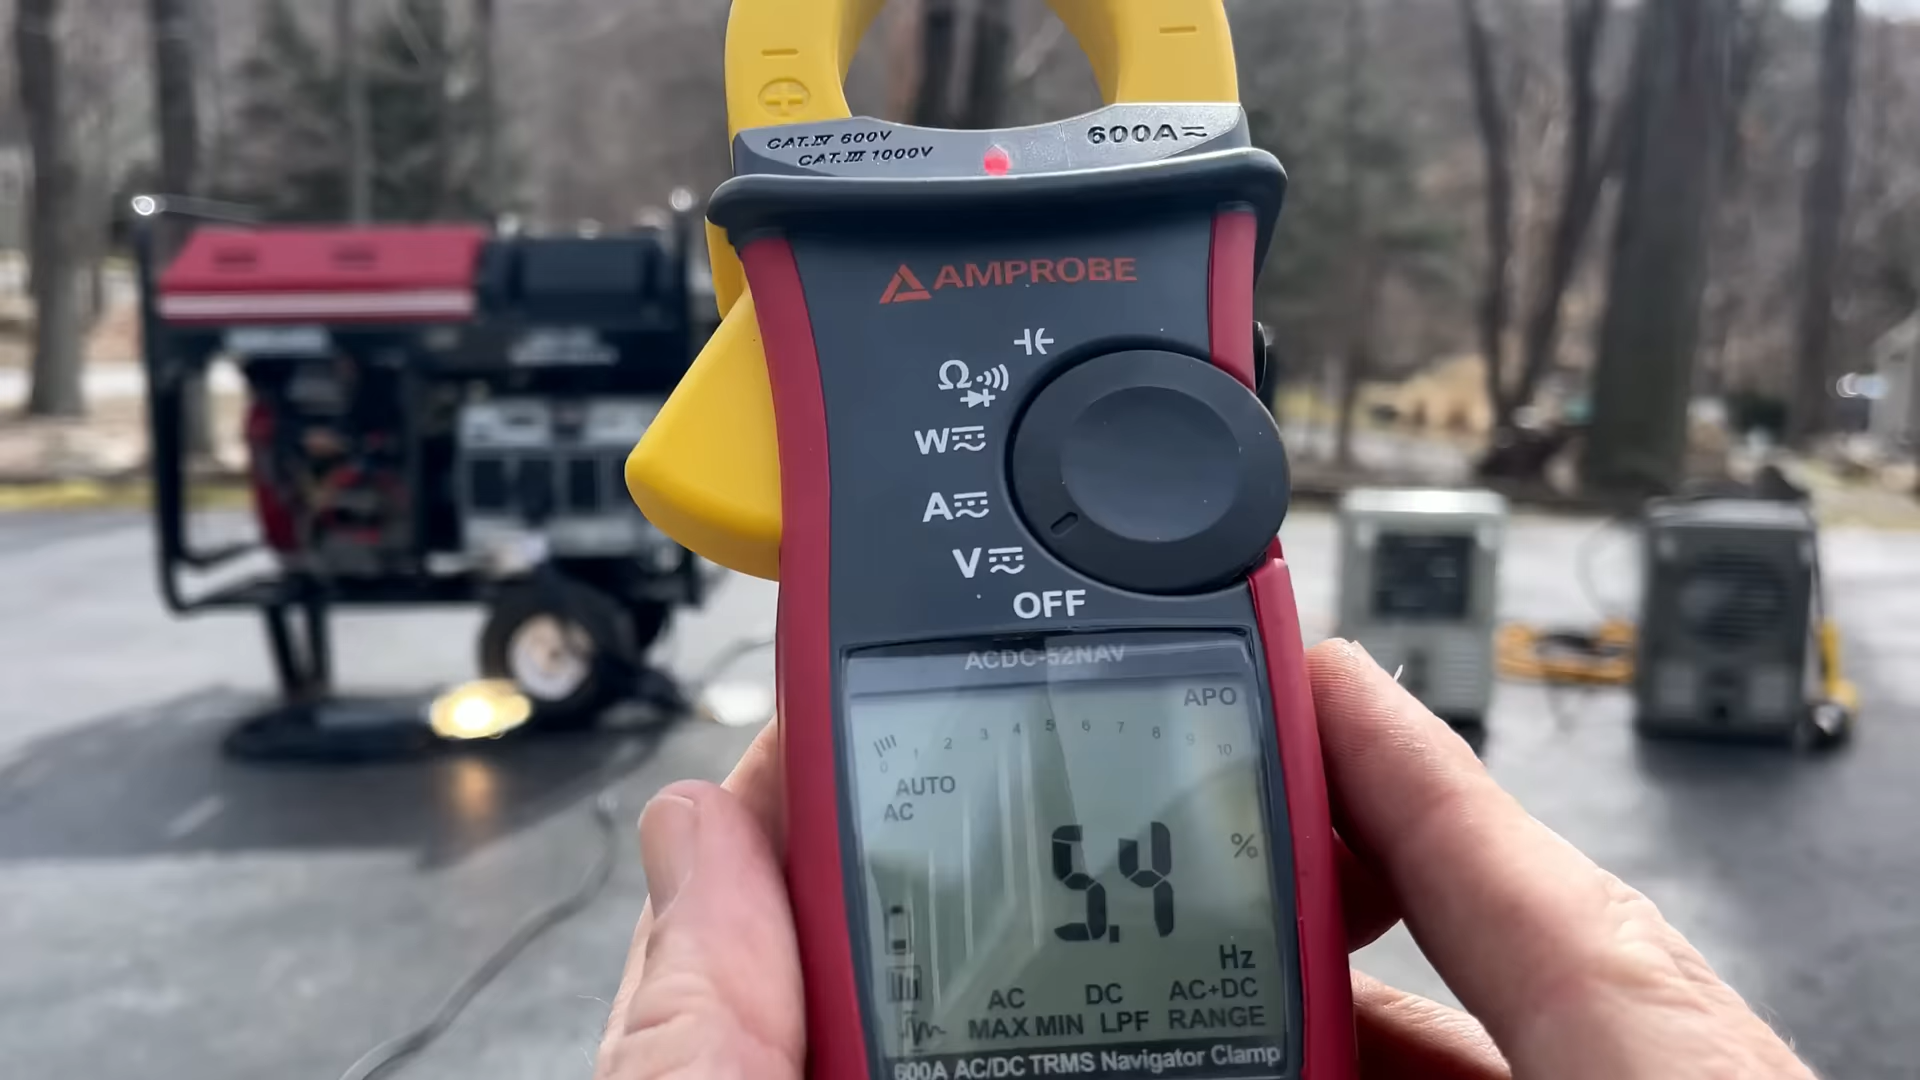 CAT. IV 600V
CAT. III 1000V
600A
AMPROBE
Ω
W
A
V
OFF
ACDC-52NAV
APO
0 1 2 3 4 5 6 7 8 9 10
AUTO
AC
5.4 %
Hz
AC DC AC+DC
MAX MIN LPF RANGE
600A AC/DC TRMS Navigator Clamp